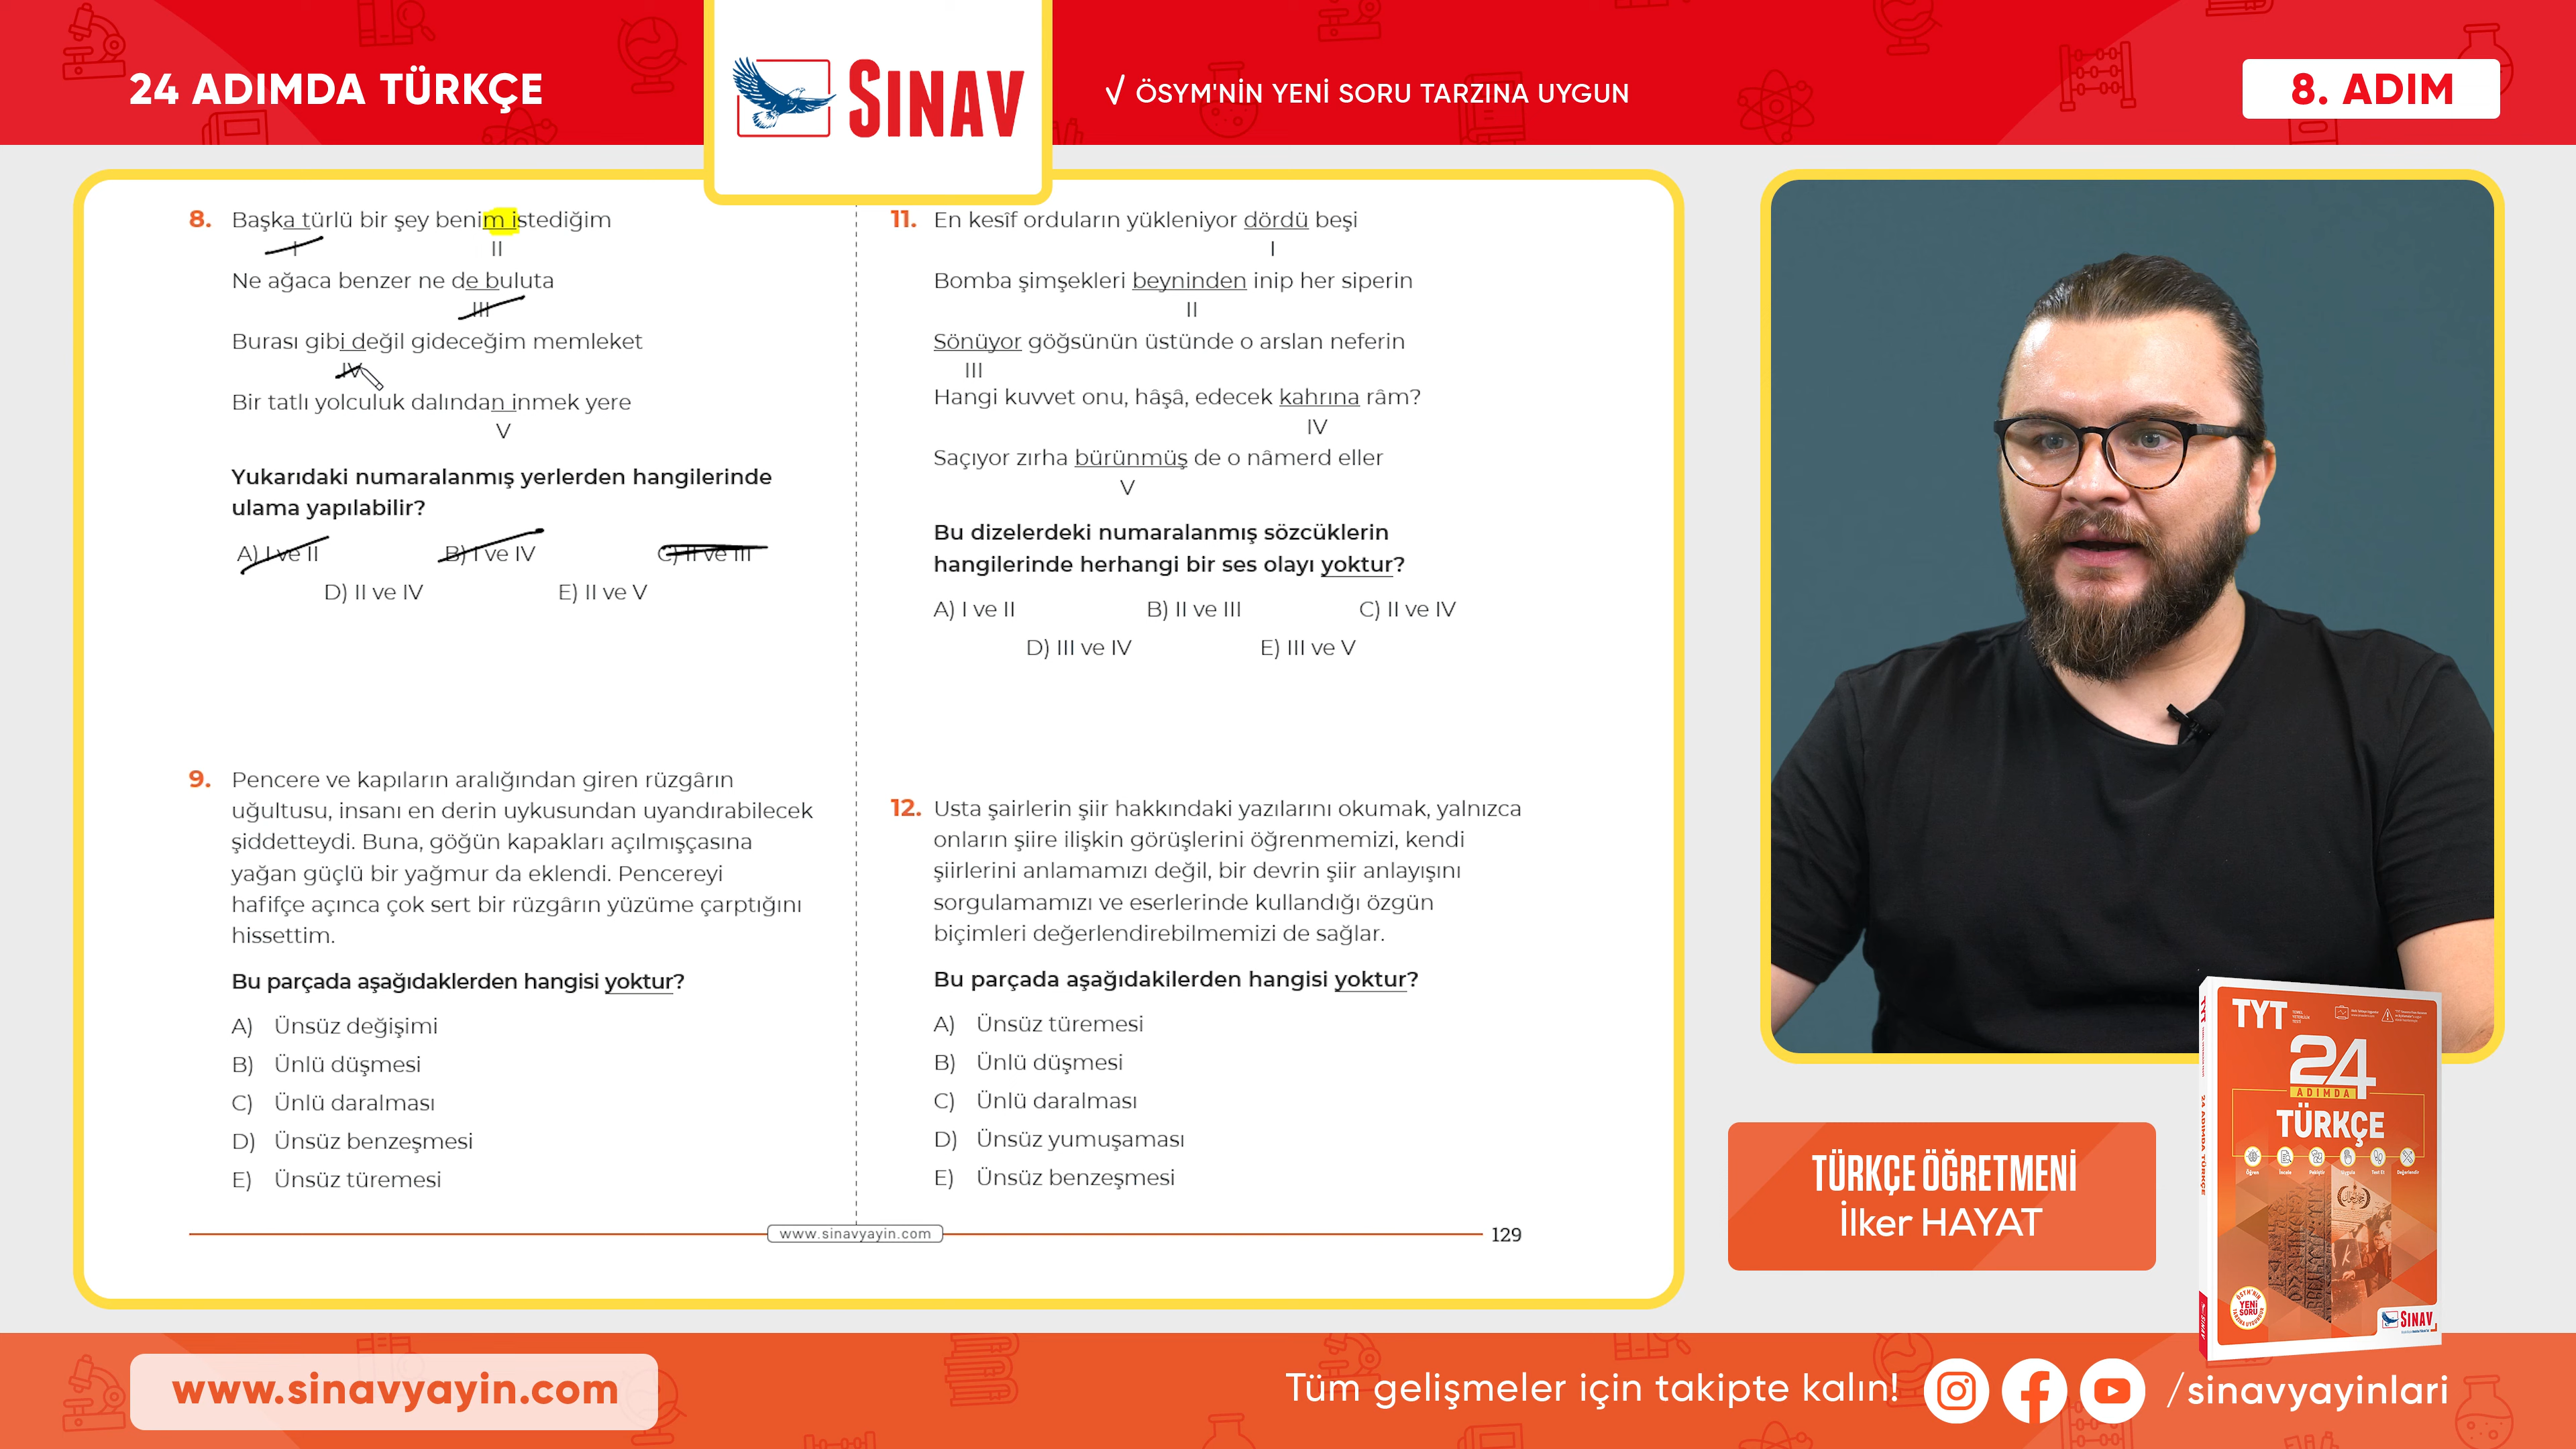 24 ADIMDA TÜRKÇE
SINAV
√ ÖSYM'NİN YENİ SORU TARZINA UYGUN
8. ADIM
8. Başka türlü bir şey benim istediğim
I II
Ne ağaca benzer ne de buluta
III
Burası gibi değil gideceğim memleket
IV
Bir tatlı yolculuk dalından inmek yere
V
Yukarıdaki numaralanmış yerlerden hangilerinde
ulama yapılabilir?
A) I ve II B) I ve IV C) II ve III
D) II ve IV E) II ve V
9. Pencere ve kapıların aralığından giren rüzgârın
uğultusu, insanı en derin uykusundan uyandırabilecek
şiddetteydi. Buna, göğün kapakları açılmışçasına
yağan güçlü bir yağmur da eklendi. Pencereyi
hafifçe açınca çok sert bir rüzgârın yüzüme çarptığını
hissettim.
Bu parçada aşağıdaklerden hangisi yoktur?
A) Ünsüz değişimi
B) Ünlü düşmesi
C) Ünlü daralması
D) Ünsüz benzeşmesi
E) Ünsüz türemesi
11. En kesîf orduların yükleniyor dördü beşi
I
Bomba şimşekleri beyninden inip her siperin
II
Sönüyor göğsünün üstünde o arslan neferin
III
Hangi kuvvet onu, hâşâ, edecek kahrına râm?
IV
Saçıyor zırha bürünmüş de o nâmerd eller
V
Bu dizelerdeki numaralanmış sözcüklerin
hangilerinde herhangi bir ses olayı yoktur?
A) I ve II B) II ve III C) II ve IV
D) III ve IV E) III ve V
12. Usta şairlerin şiir hakkındaki yazılarını okumak, yalnızca
onların şiire ilişkin görüşlerini öğrenmemizi, kendi
şiirlerini anlamamızı değil, bir devrin şiir anlayışını
sorgulamamızı ve eserlerinde kullandığı özgün
biçimleri değerlendirebilmemizi de sağlar.
Bu parçada aşağıdakilerden hangisi yoktur?
A) Ünsüz türemesi
B) Ünlü düşmesi
C) Ünlü daralması
D) Ünsüz yumuşaması
E) Ünsüz benzeşmesi
www.sinavyayin.com
129
TÜRKÇE ÖĞRETMENİ
İlker HAYAT
TYT
24
ADIMDA
TÜRKÇE
YENİ
SORU
SINAV
24 ADIMDA TÜRKÇE
www.sinavyayin.com
Tüm gelişmeler için takipte kalın!
/sinavyayinlari